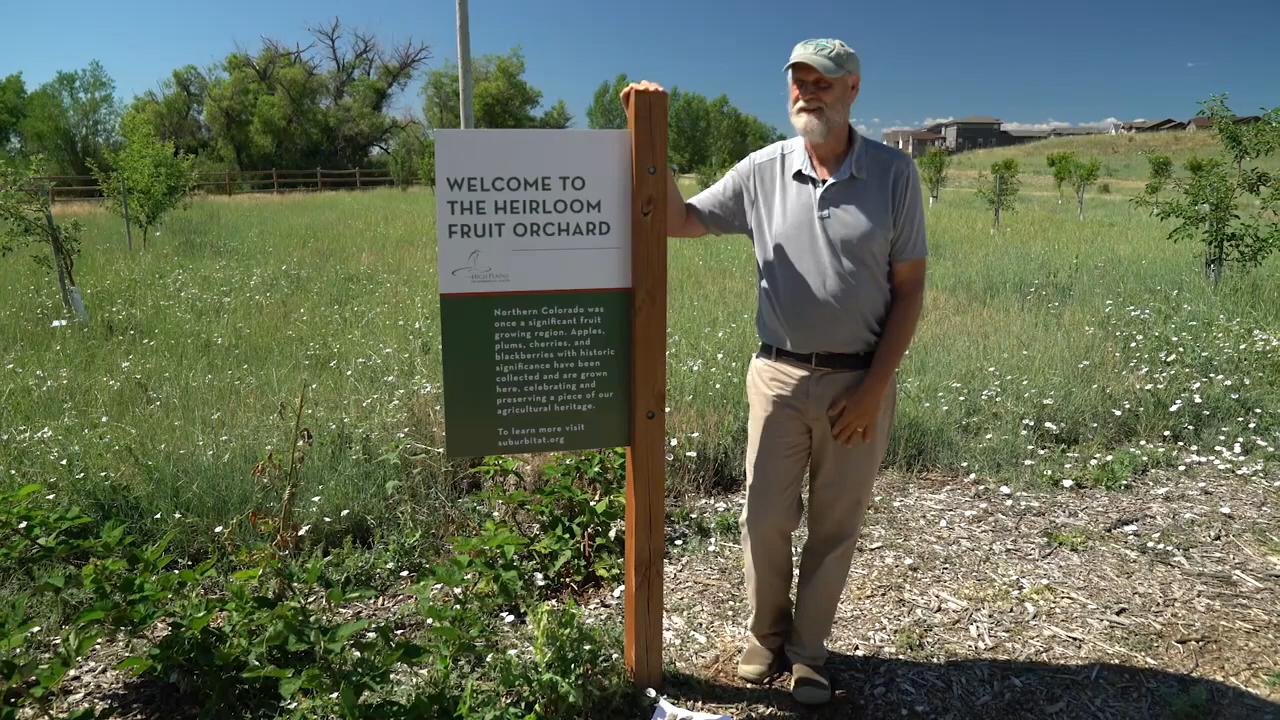 WELCOME TO
THE HEIRLOOM
FRUIT ORCHARD
HIGH PLAINS
Northern Colorado was
once a significant fruit
growing region. Apples,
plums, cherries, and
blackberries with historic
significance have been
collected and are grown
here, celebrating and
preserving a piece of our
agricultural heritage.
To learn more visit
suburbitat.org